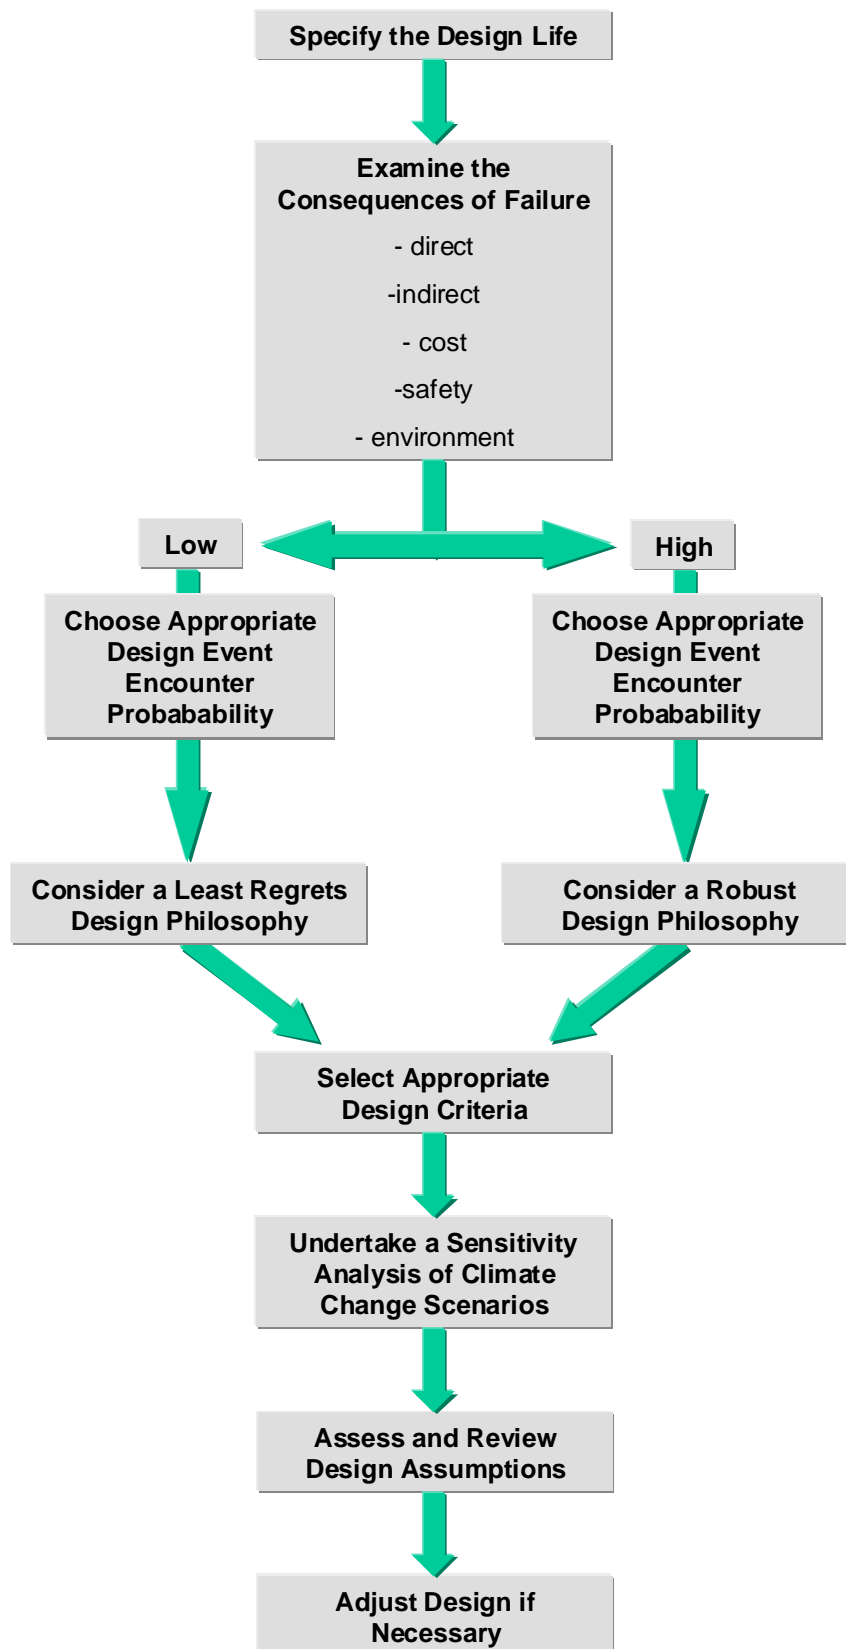 Specify the Design Life
Examine the
Consequences of Failure
- direct
-indirect
- cost
-safety
- environment
Low
High
Choose Appropriate
Design Event
Encounter
Probabability
Choose Appropriate
Design Event
Encounter
Probabability
Consider a Least Regrets
Design Philosophy
Consider a Robust
Design Philosophy
Select Appropriate
Design Criteria
Undertake a Sensitivity
Analysis of Climate
Change Scenarios
Assess and Review
Design Assumptions
Adjust Design if
Necessary